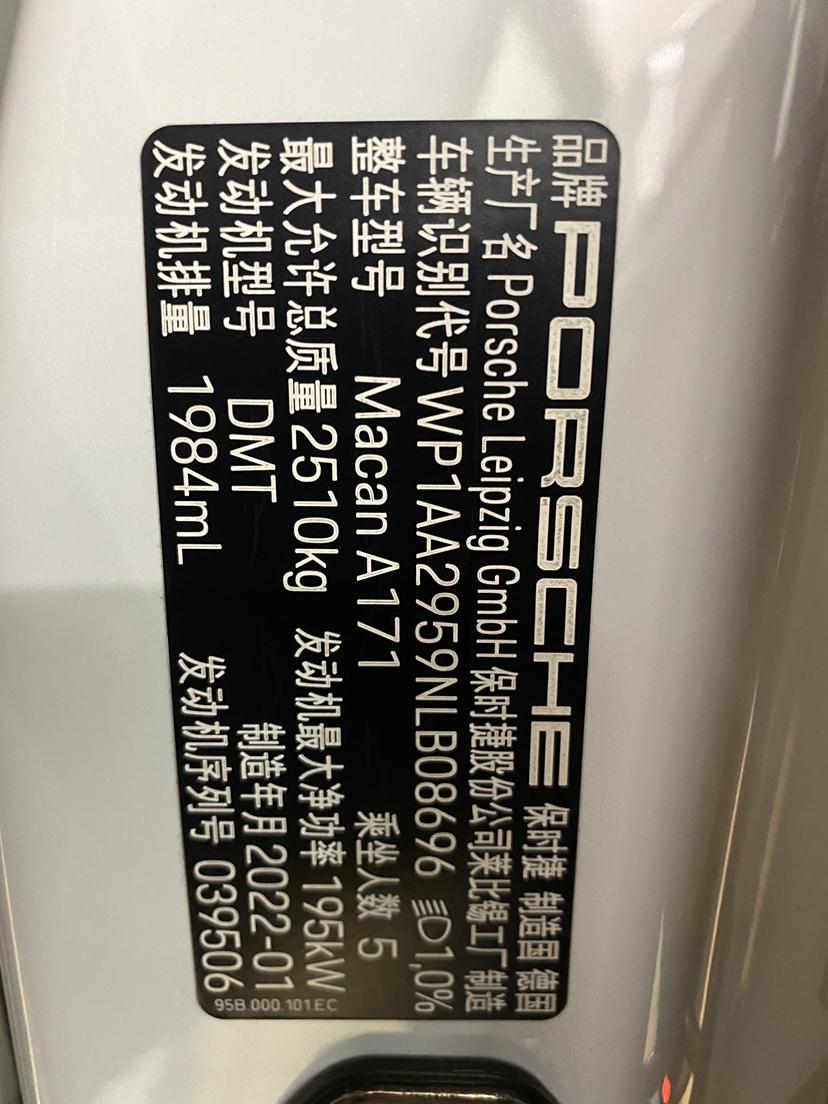 品牌 PORSCHE 保时捷 制造国 德国
生产厂名 Porsche Leipzig GmbH 保时捷股份公司莱比锡工厂制造
车辆识别代号 WP1AA2959NLB08696 1,0%
整车型号 Macan A171 乘坐人数 5
最大允许总质量 2510kg 发动机最大净功率 195kW
发动机型号 DMT 制造年月 2022-01
发动机排量 1984mL 发动机序列号 039506
95B.000.101.EC